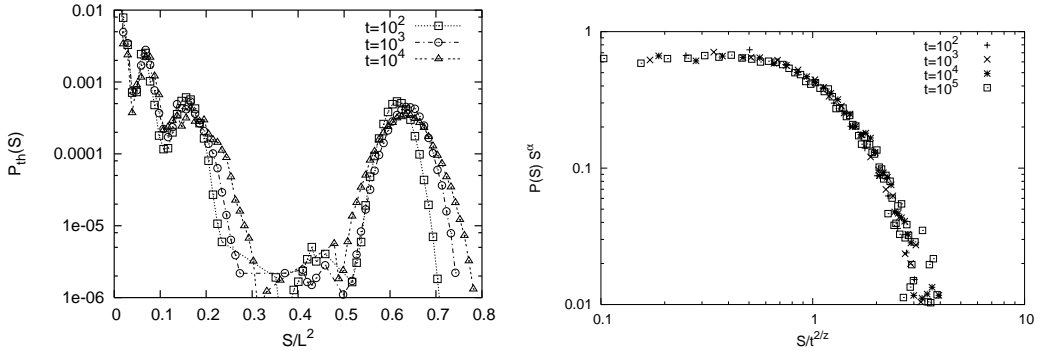 0.01
0.001
0.0001
1e-05
1e-06
P_th(S)
0 0.1 0.2 0.3 0.4 0.5 0.6 0.7 0.8
S/L^2
t=10^2
t=10^3
t=10^4
1
0.1
0.01
P(S) S^α
0.1 1 10
S/t^{2/z}
t=10^2
t=10^3
t=10^4
t=10^5